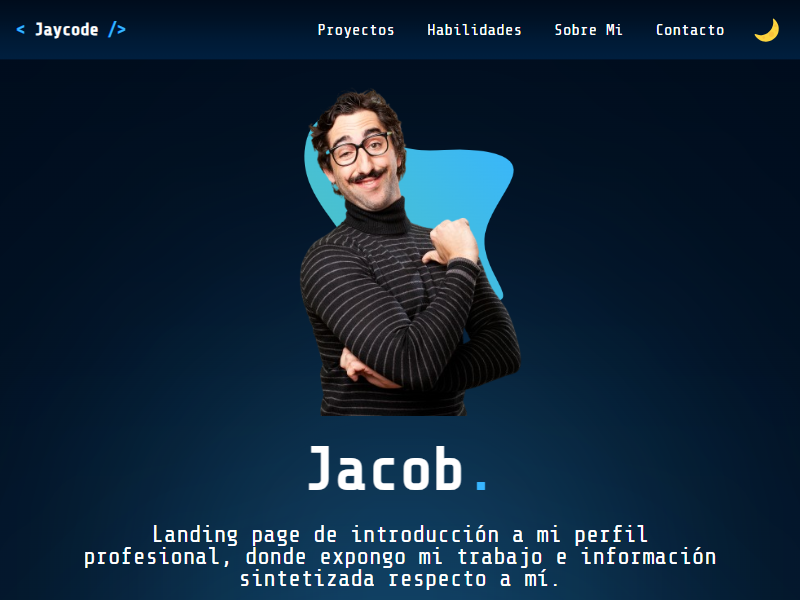 < Jaycode />
Proyectos Habilidades Sobre Mi Contacto
Jacob.
Landing page de introducción a mi perfil
profesional, donde expongo mi trabajo e información
sintetizada respecto a mí.